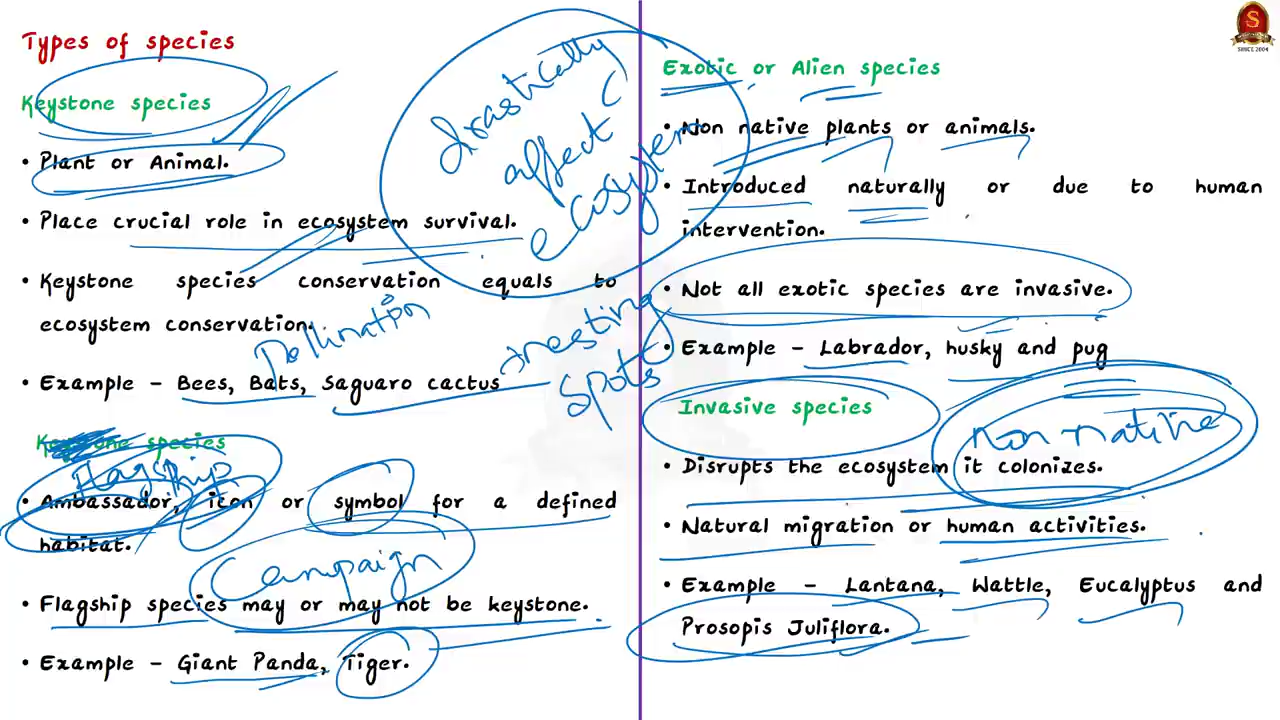 Types of species
Keystone species
• Plant or Animal.
• Place crucial role in ecosystem survival.
• Keystone species conservation equals to
ecosystem conservation.
• Example - Bees, Bats, Saguaro cactus
drastically
affect
ecosystem
Pollination
nesting
spots
Keystone species
Flagship
• Ambassador, icon or symbol for a defined
habitat.
Campaign
• Flagship species may or may not be keystone.
• Example - Giant Panda, Tiger.
S
SINCE 2004
Exotic or Alien species
• Non native plants or animals.
• Introduced naturally or due to human
intervention.
• Not all exotic species are invasive.
• Example - Labrador, husky and pug
Invasive species
non-native
• Disrupts the ecosystem it colonizes.
• Natural migration or human activities.
• Example - Lantana, Wattle, Eucalyptus and
Prosopis Juliflora.